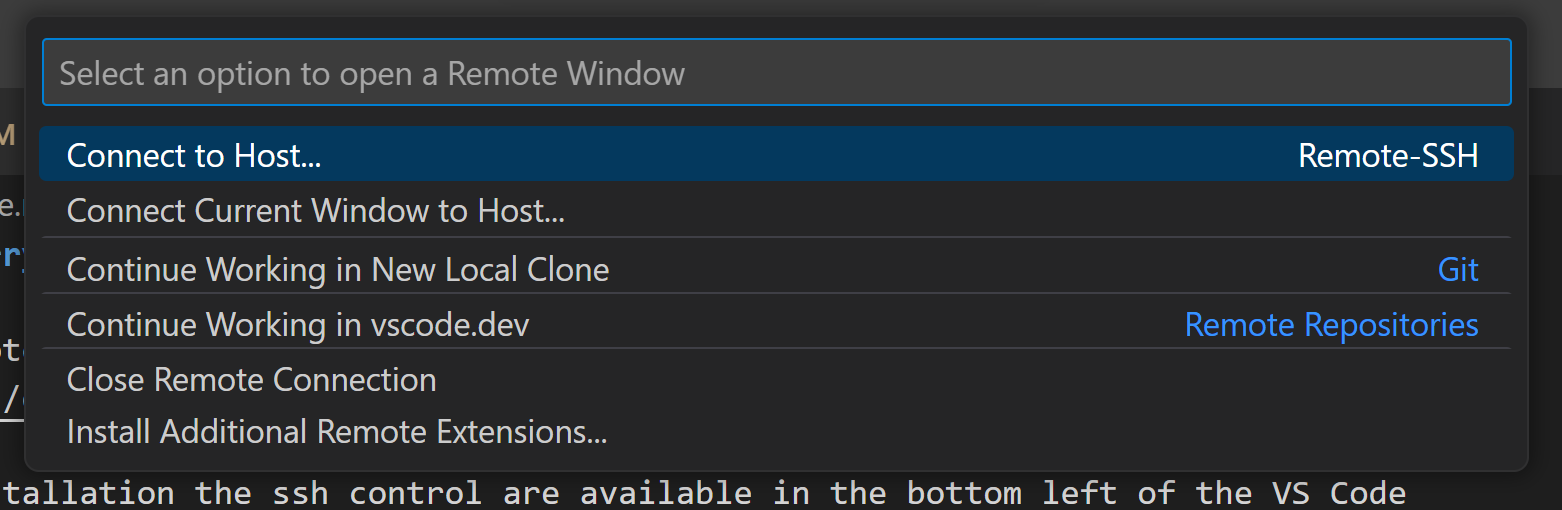 Select an option to open a Remote Window
M
Connect to Host... Remote-SSH
Connect Current Window to Host...
Continue Working in New Local Clone Git
Continue Working in vscode.dev Remote Repositories
Close Remote Connection
Install Additional Remote Extensions...
tallation the ssh control are available in the bottom left of the VS Code